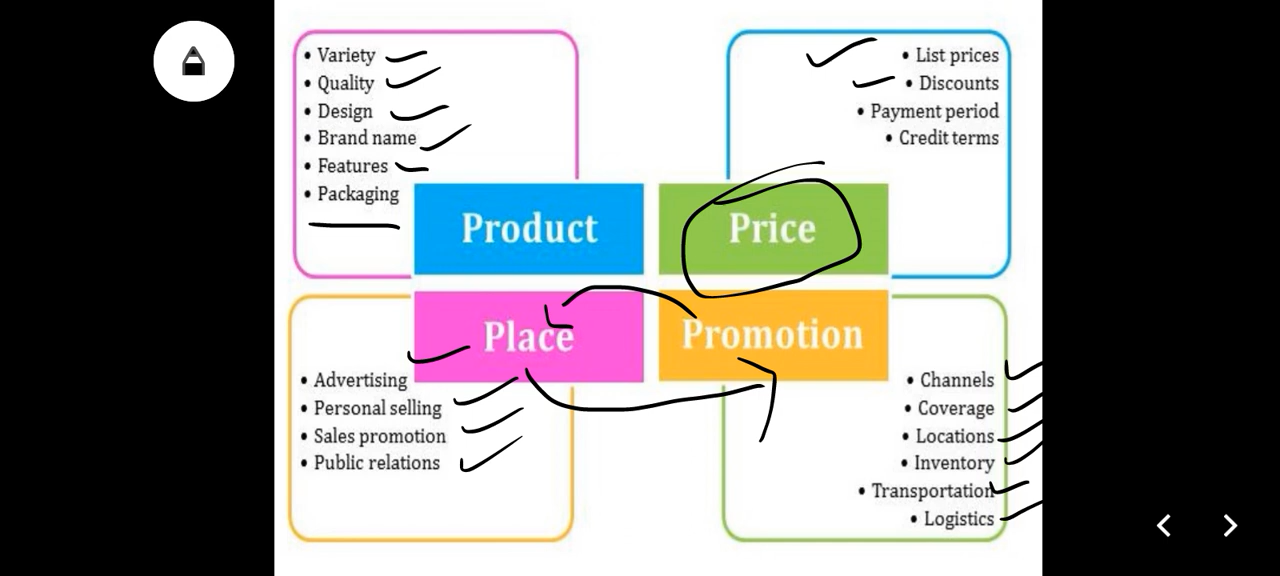 • Variety
• Quality
• Design
• Brand name
• Features
• Packaging
• List prices
• Discounts
• Payment period
• Credit terms
Product
Price
Place
Promotion
• Advertising
• Personal selling
• Sales promotion
• Public relations
• Channels
• Coverage
• Locations
• Inventory
• Transportation
• Logistics